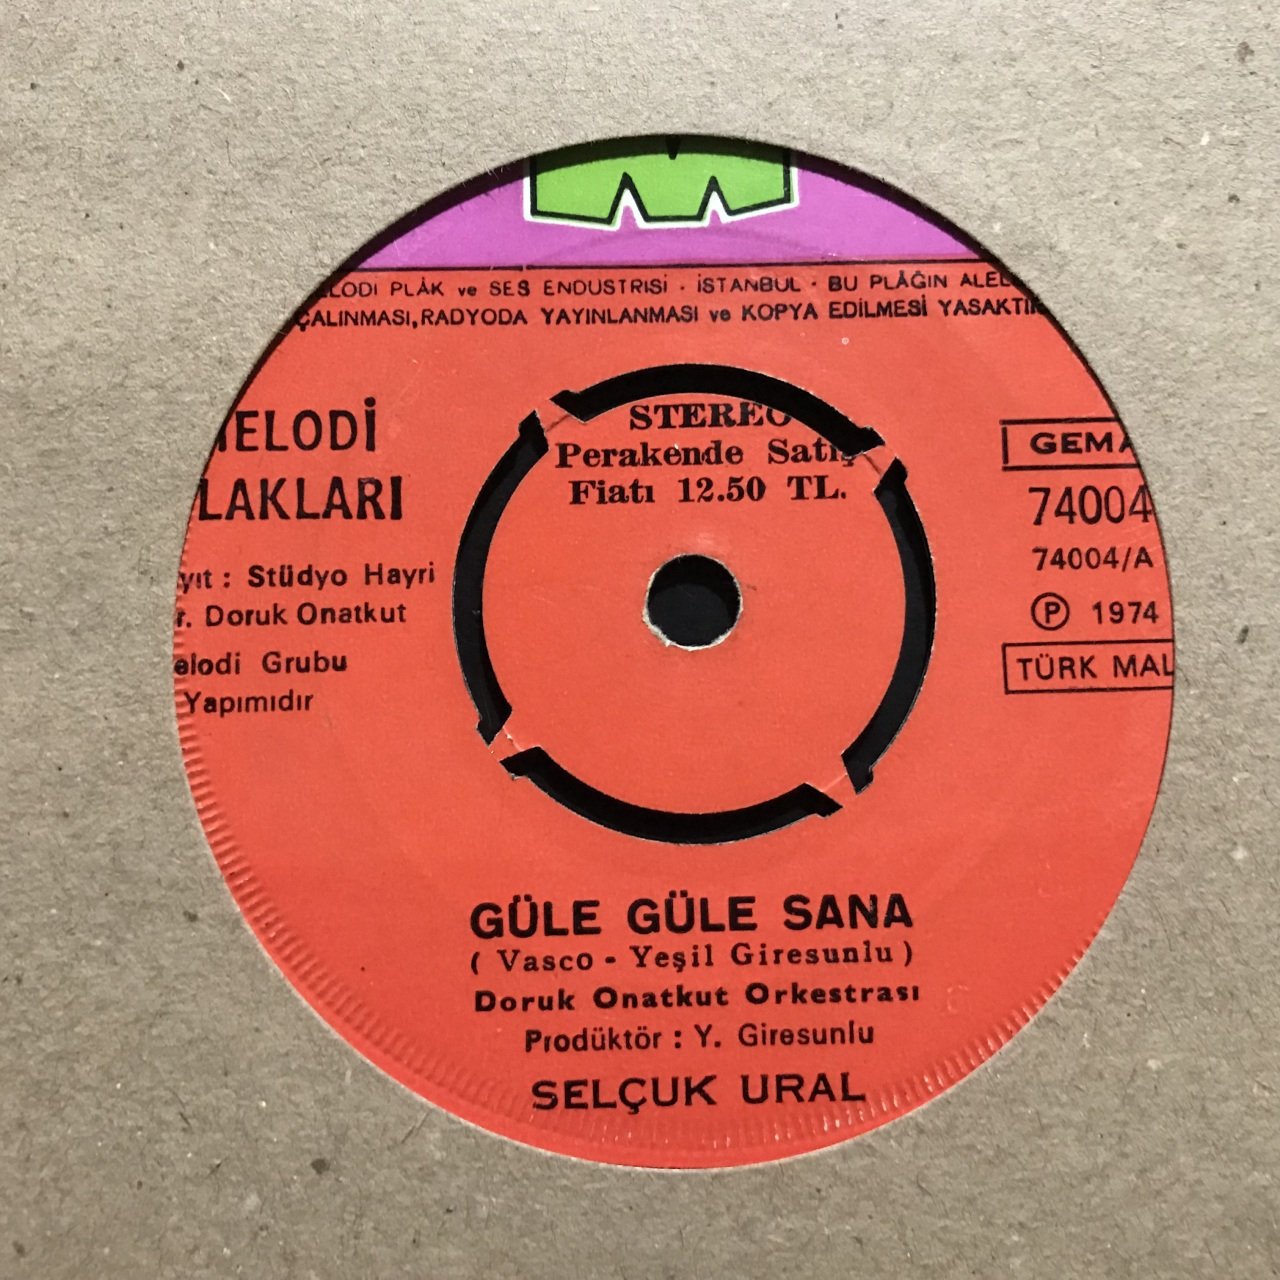 ELODI PLÂK ve SES ENDUSTRISİ · İSTANBUL · BU PLÂĞIN ALEL
ÇALINMASI, RADYODA YAYINLANMASI ve KOPYA EDİLMESİ YASAKTI
ELODİ
LAKLARI
STEREO
Perakende Satış
Fiatı 12.50 TL.
GEMA
74004
74004/A
℗ 1974
TÜRK MAL
yıt : Stüdyo Hayri
r. Doruk Onatkut
elodi Grubu
Yapımıdır
GÜLE GÜLE SANA
( Vasco - Yeşil Giresunlu )
Doruk Onatkut Orkestrası
Prodüktör : Y. Giresunlu
SELÇUK URAL